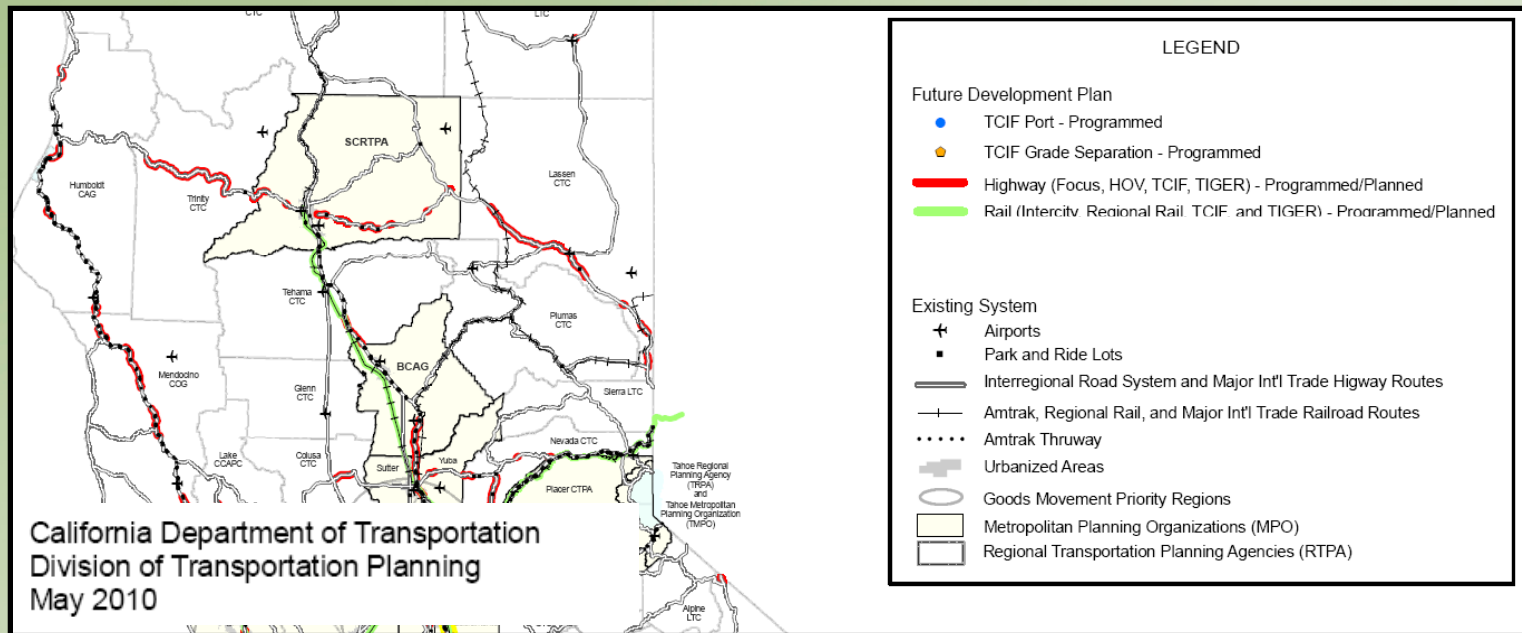 CTC
LTC
SCRTPA
Humboldt
CAG
Trinity
CTC
Lassen
CTC
Tehama
CTC
Plumas
CTC
BCAG
Mendocino
COG
Glenn
CTC
Sierra LTC
Nevada CTC
Lake
CCAPC
Colusa
CTC
Sutter
Yuba
Placer CTPA
Tahoe Regional
Planning Agency
(TRPA)
and
Tahoe Metropolitan
Planning Organization
(TMPO)
Alpine
LTC
California Department of Transportation
Division of Transportation Planning
May 2010
LEGEND
Future Development Plan
TCIF Port - Programmed
TCIF Grade Separation - Programmed
Highway (Focus, HOV, TCIF, TIGER) - Programmed/Planned
Rail (Intercity, Regional Rail, TCIF, and TIGER) - Programmed/Planned
Existing System
Airports
Park and Ride Lots
Interregional Road System and Major Int'l Trade Higway Routes
Amtrak, Regional Rail, and Major Int'l Trade Railroad Routes
Amtrak Thruway
Urbanized Areas
Goods Movement Priority Regions
Metropolitan Planning Organizations (MPO)
Regional Transportation Planning Agencies (RTPA)